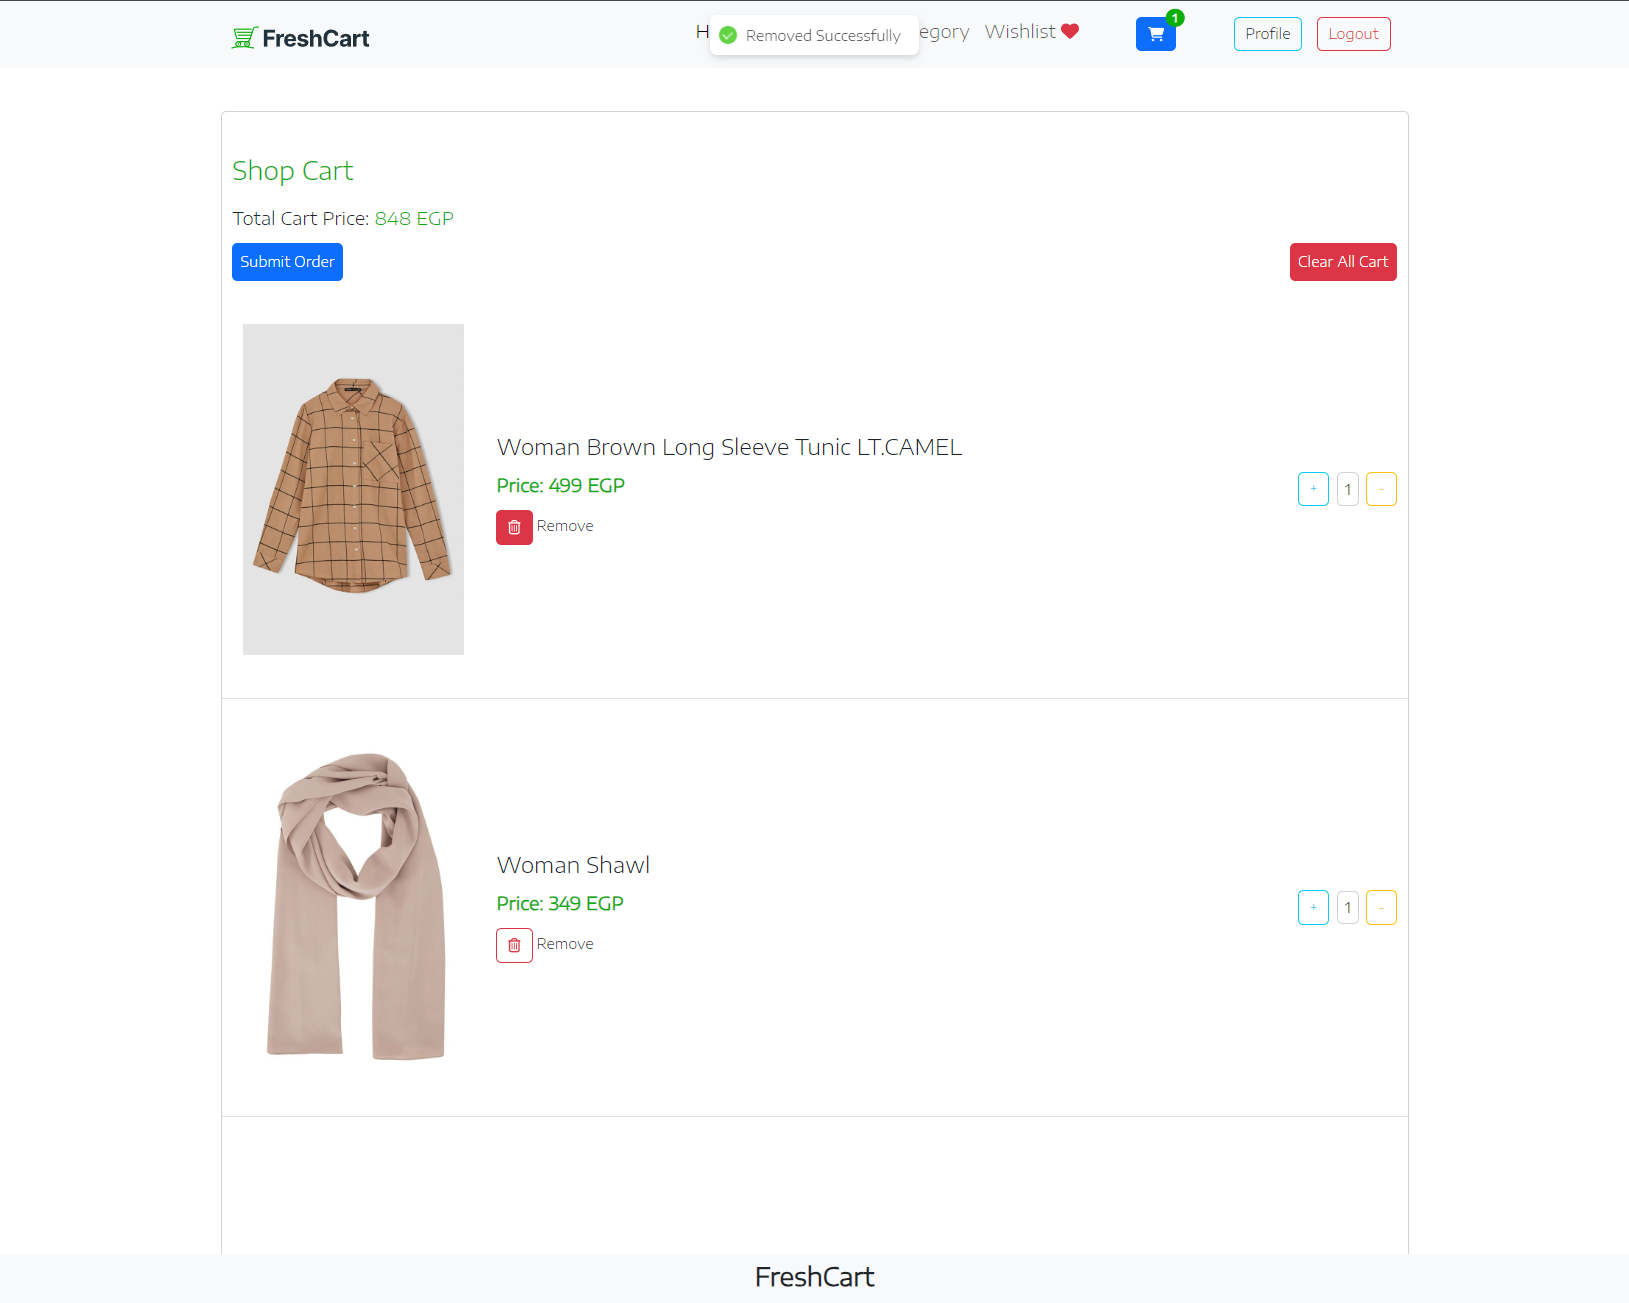 FreshCart
H
Removed Successfully
egory
Wishlist
1
Profile
Logout
Shop Cart
Total Cart Price: 848 EGP
Submit Order
Clear All Cart
Woman Brown Long Sleeve Tunic LT.CAMEL
Price: 499 EGP
Remove
+ 1 -
Woman Shawl
Price: 349 EGP
Remove
+ 1 -
FreshCart